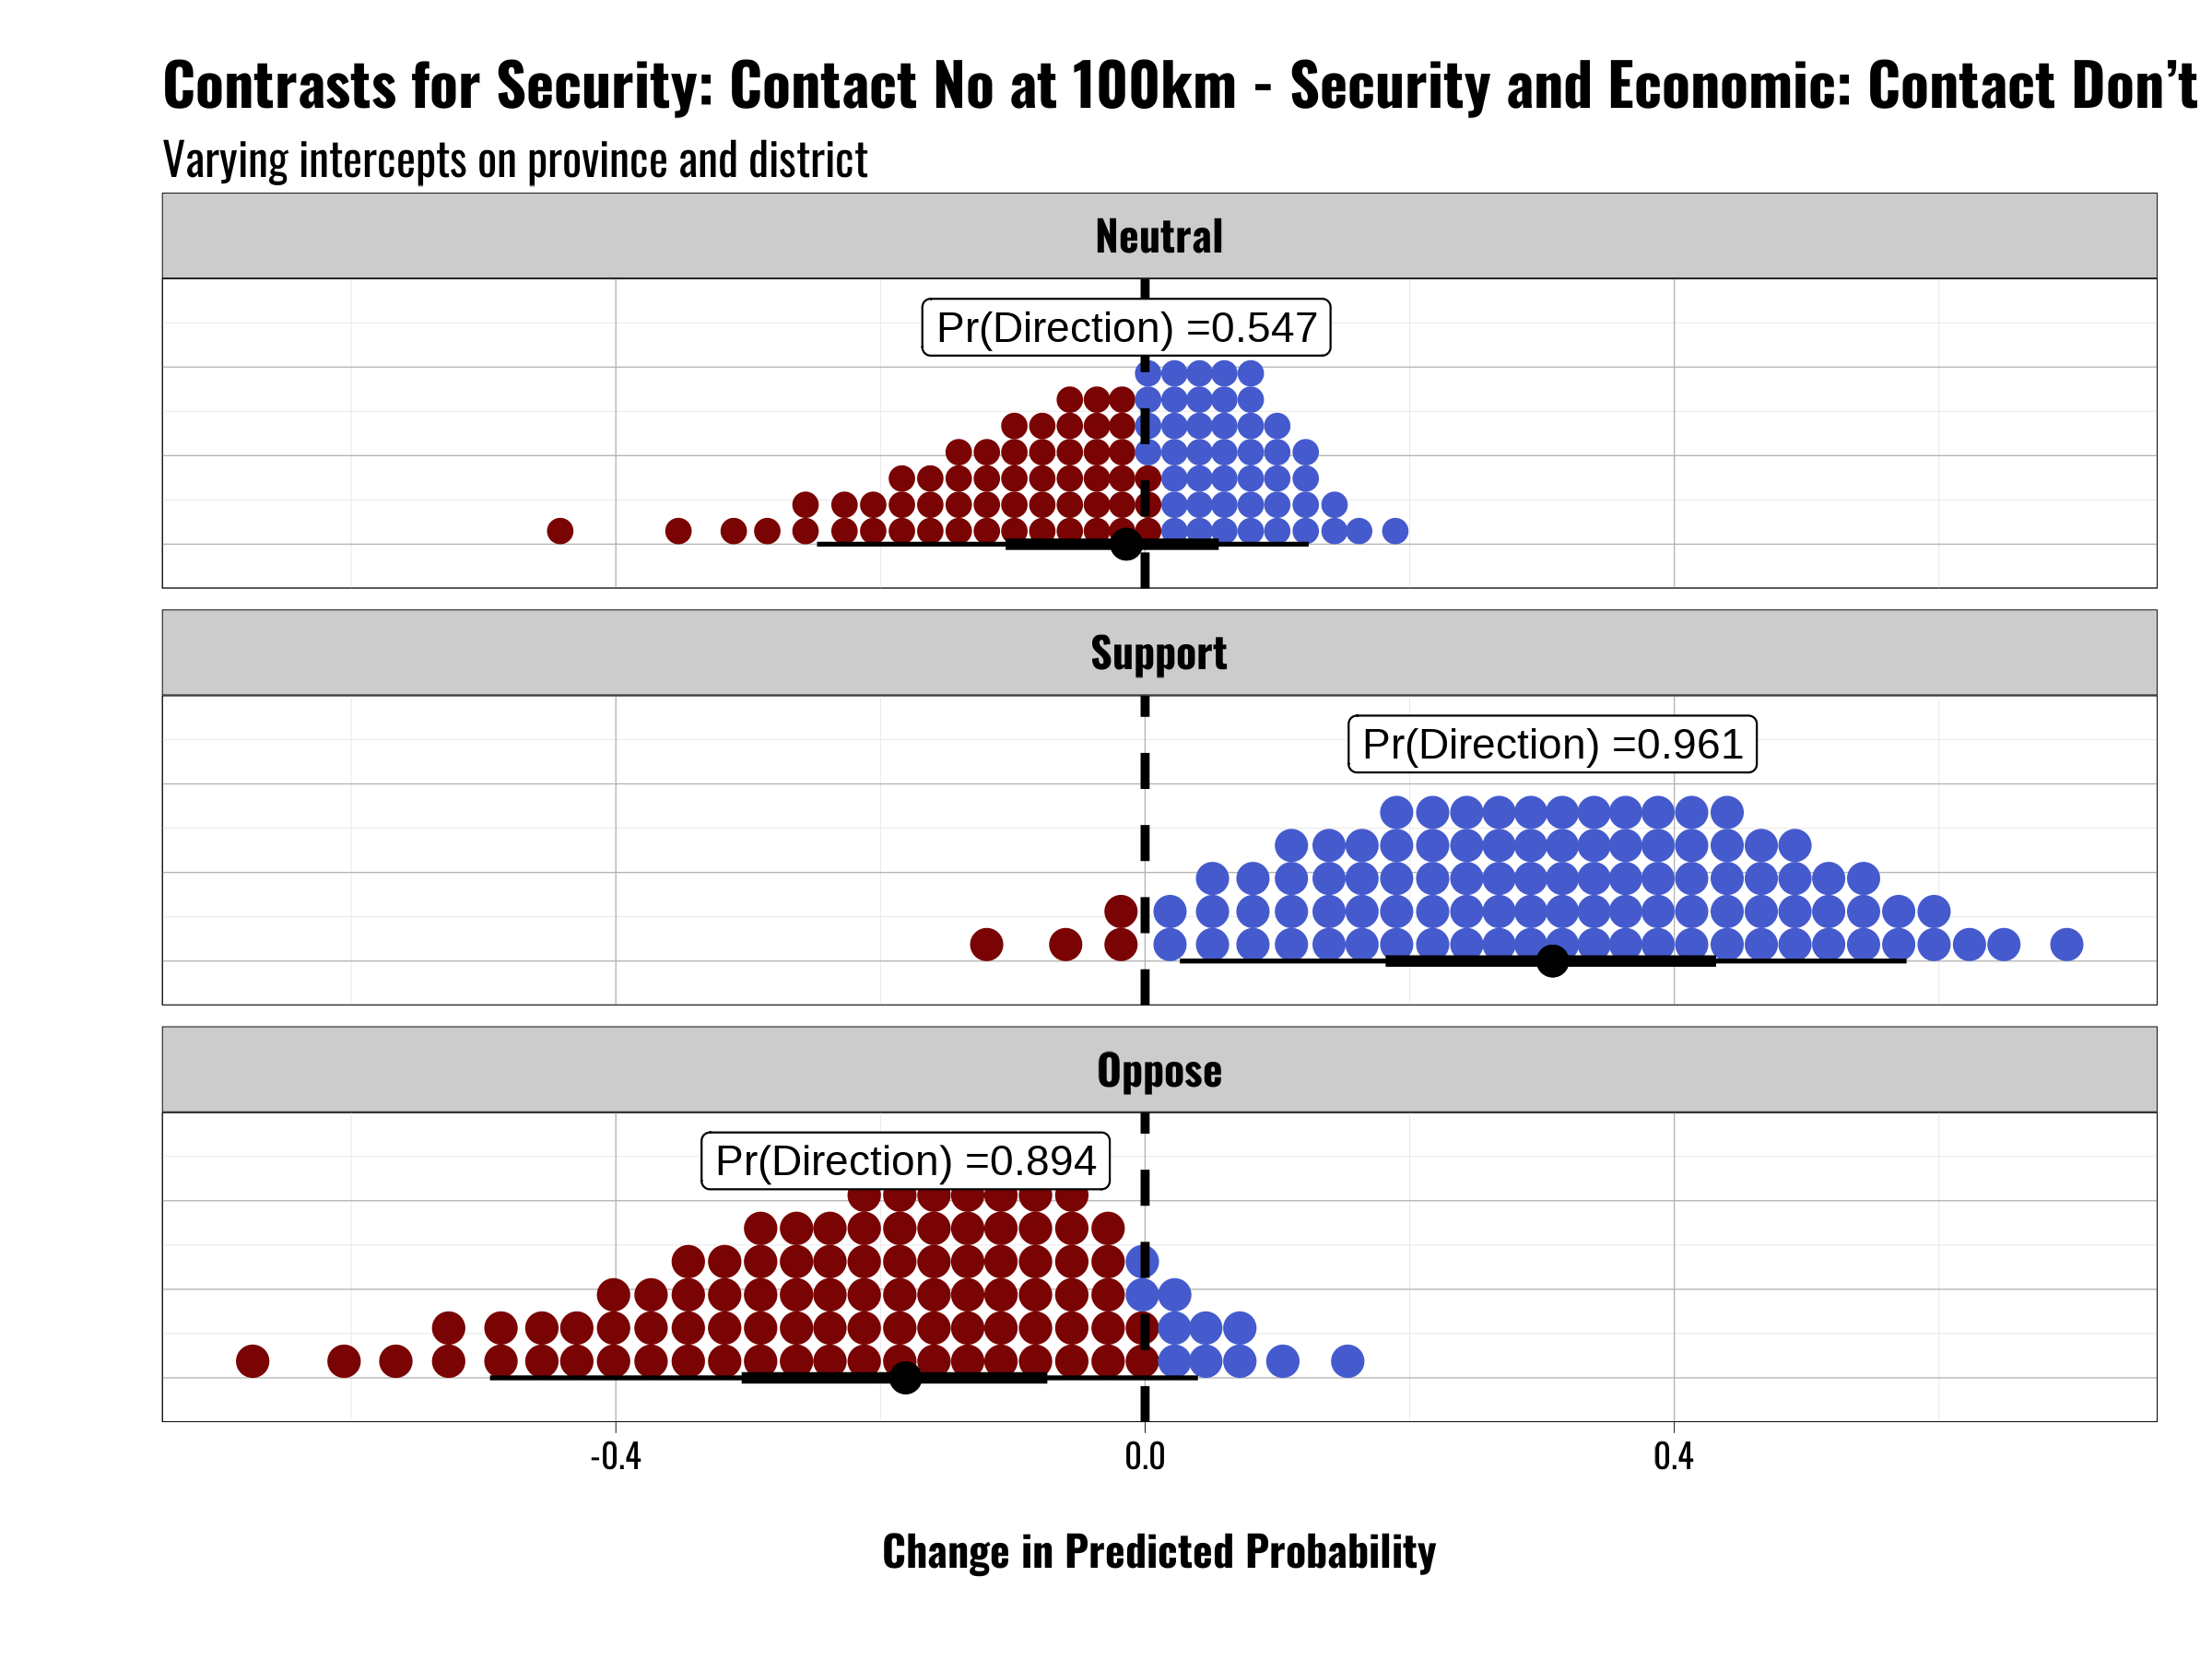 Contrasts for Security: Contact No at 100km - Security and Economic: Contact Don’t
Varying intercepts on province and district
Neutral
Pr(Direction) =0.547
Support
Pr(Direction) =0.961
Oppose
Pr(Direction) =0.894
-0.4 0.0 0.4
Change in Predicted Probability